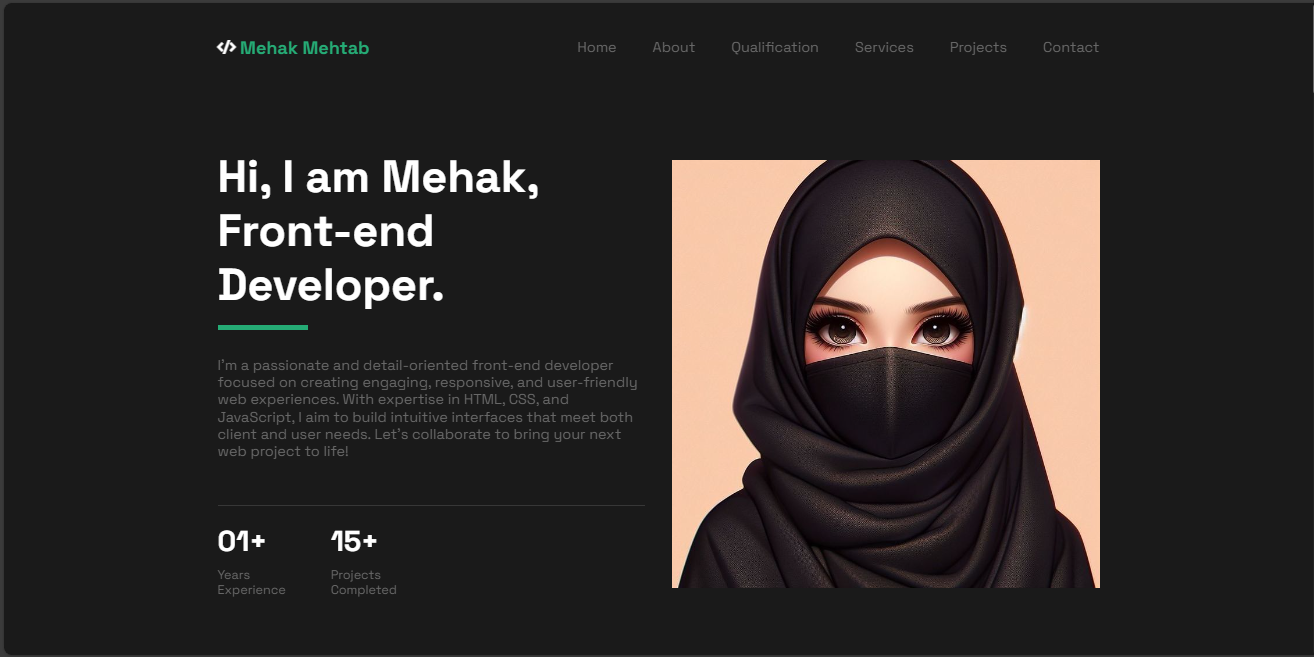 </> Mehak Mehtab
Home About Qualification Services Projects Contact
Hi, I am Mehak,
Front-end
Developer.
I'm a passionate and detail-oriented front-end developer
focused on creating engaging, responsive, and user-friendly
web experiences. With expertise in HTML, CSS, and
JavaScript, I aim to build intuitive interfaces that meet both
client and user needs. Let's collaborate to bring your next
web project to life!
01+
Years
Experience
15+
Projects
Completed